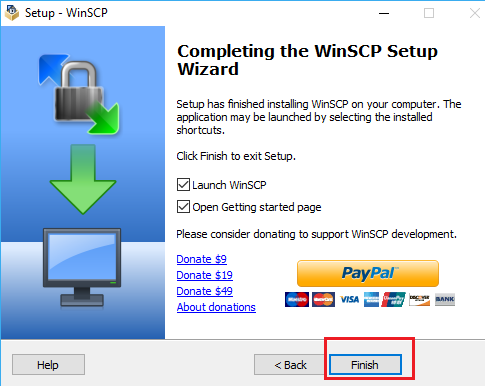 Setup - WinSCP
Completing the WinSCP Setup
Wizard
Setup has finished installing WinSCP on your computer. The
application may be launched by selecting the installed
shortcuts.
Click Finish to exit Setup.
Launch WinSCP
Open Getting started page
Please consider donating to support WinSCP development.
Donate $9
Donate $19
Donate $49
About donations
PayPal
Maestro
MasterCard
VISA
DISCOVER
BANK
Help
< Back
Finish